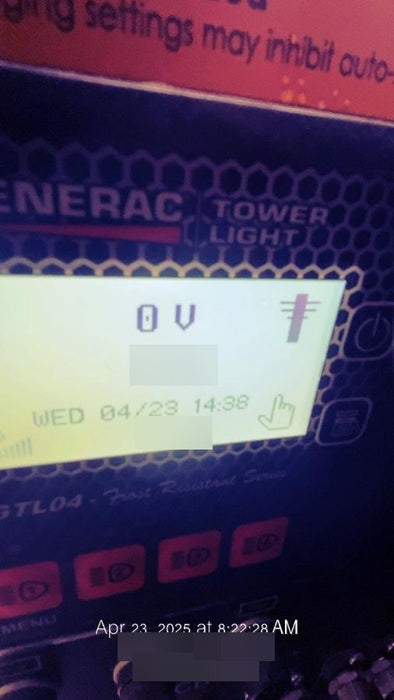 ging settings may inhibit auto-
ENERAC TOWER
LIGHT
0 V
WED 04/23 14:38
GTL04 - Frost Resistant Series
MENU
Apr 23, 2025 at 8:22:28 AM